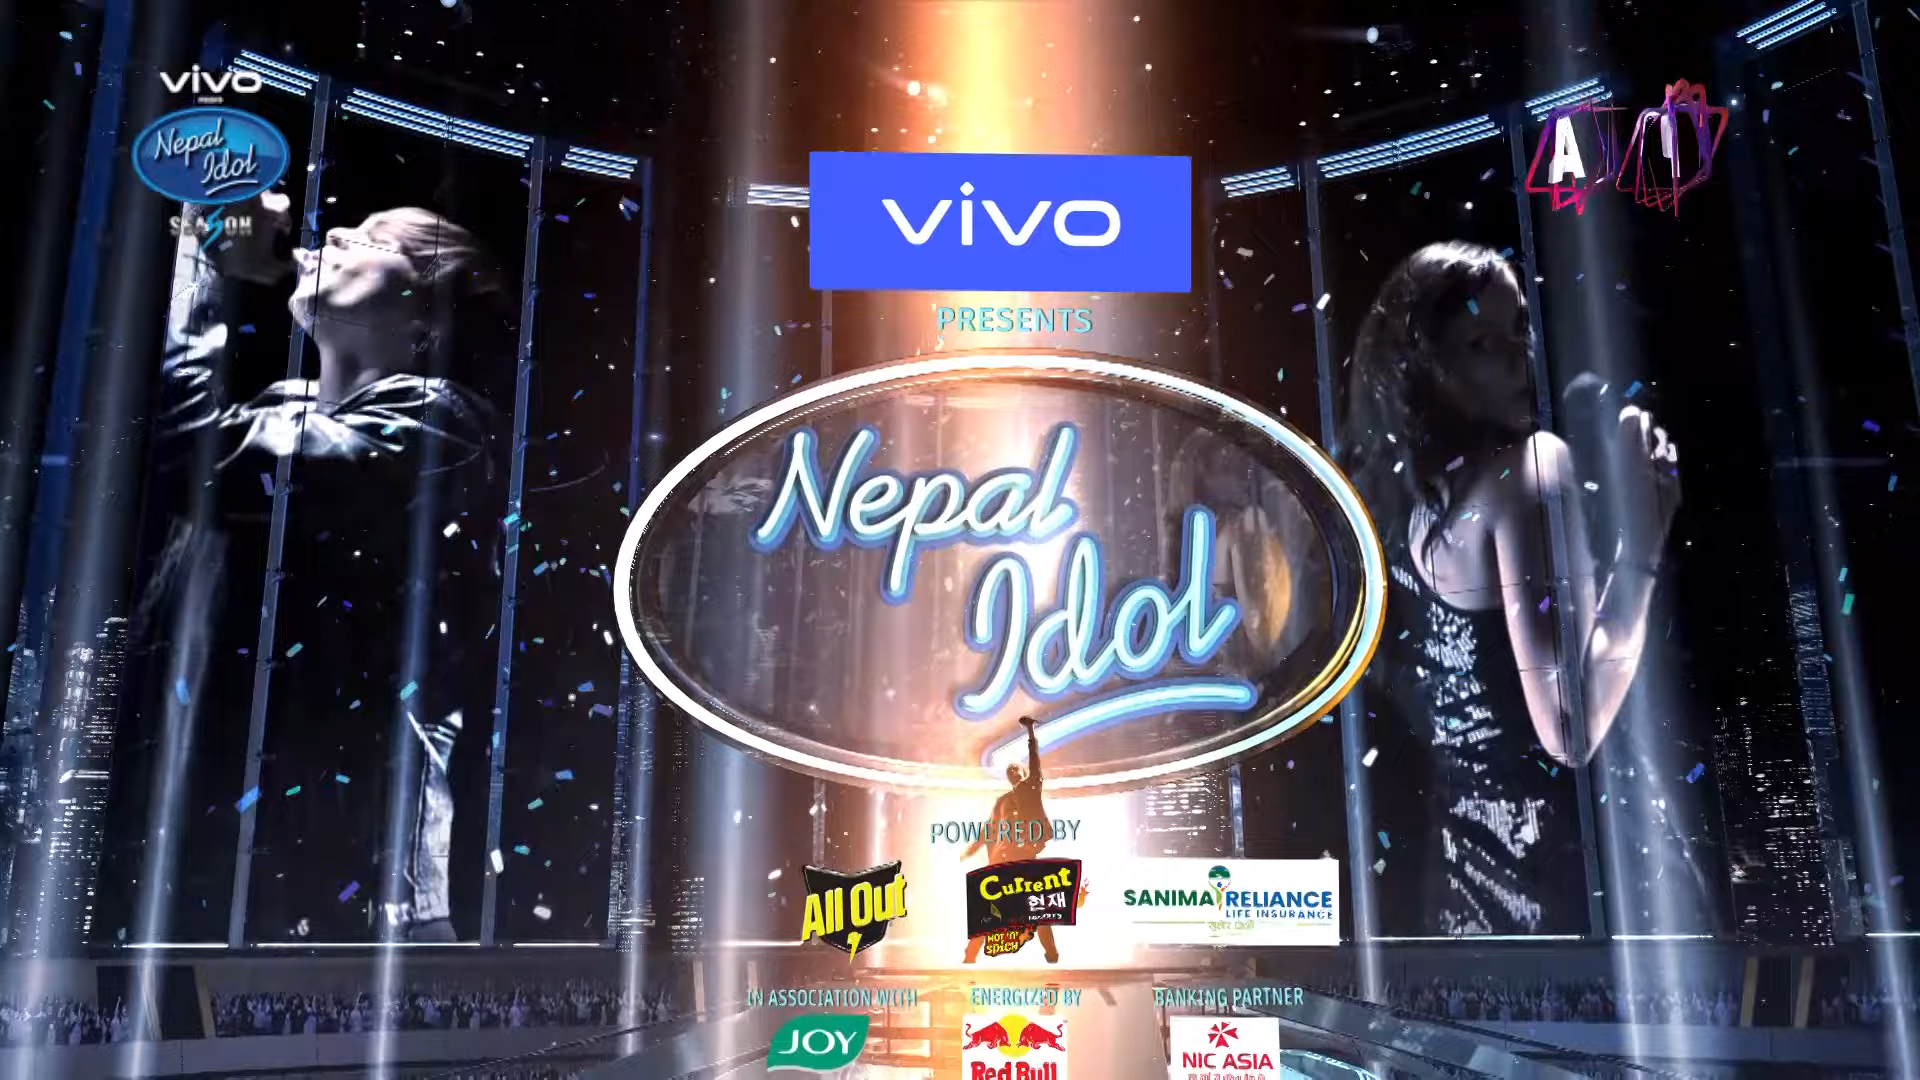 vivo
Nepal
Idol
SEASON
vivo
PRESENTS
Nepal
Idol
POWERED BY
All Out
Current
현재
HOT 'N'
SPICY
SANIMA RELIANCE
LIFE INSURANCE
IN ASSOCIATION WITH
ENERGIZED BY
BANKING PARTNER
JOY
Red Bull
NIC ASIA